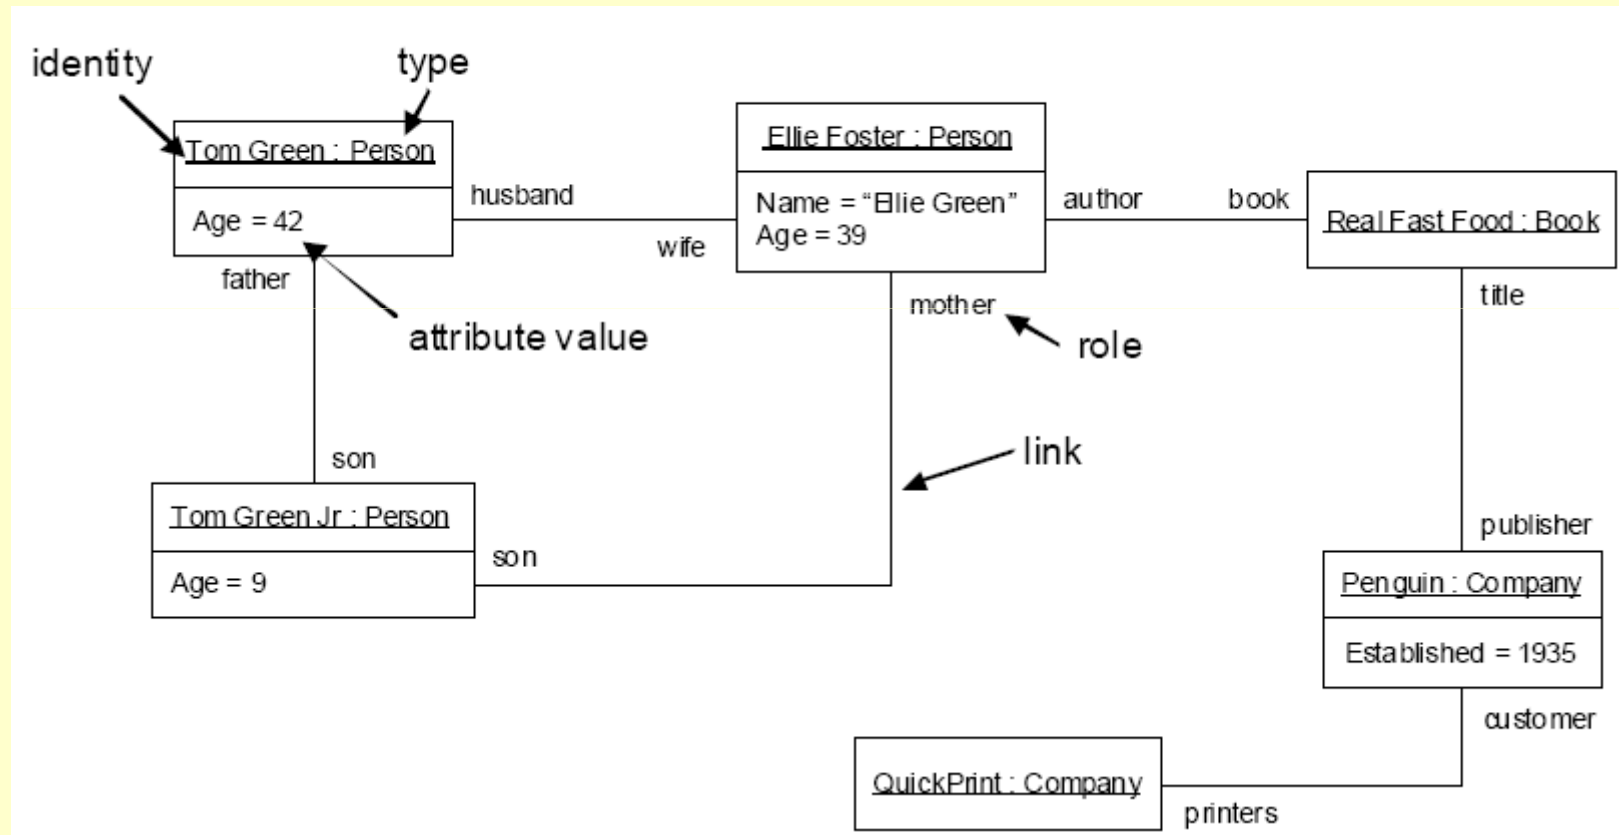 identity
type
Tom Green : Person
Age = 42
father
husband
wife
attribute value
Ellie Foster : Person
Name = “Ellie Green”
Age = 39
author
book
mother
role
Real Fast Food : Book
title
link
son
Tom Green Jr : Person
Age = 9
son
publisher
Penguin : Company
Established = 1935
customer
QuickPrint : Company
printers